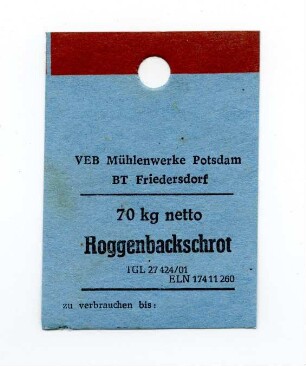 VEB Mühlenwerke Potsdam
BT Friedersdorf
70 kg netto
Roggenbackschrot
TGL 27 424/01
ELN 174 11 260
zu verbrauchen bis: